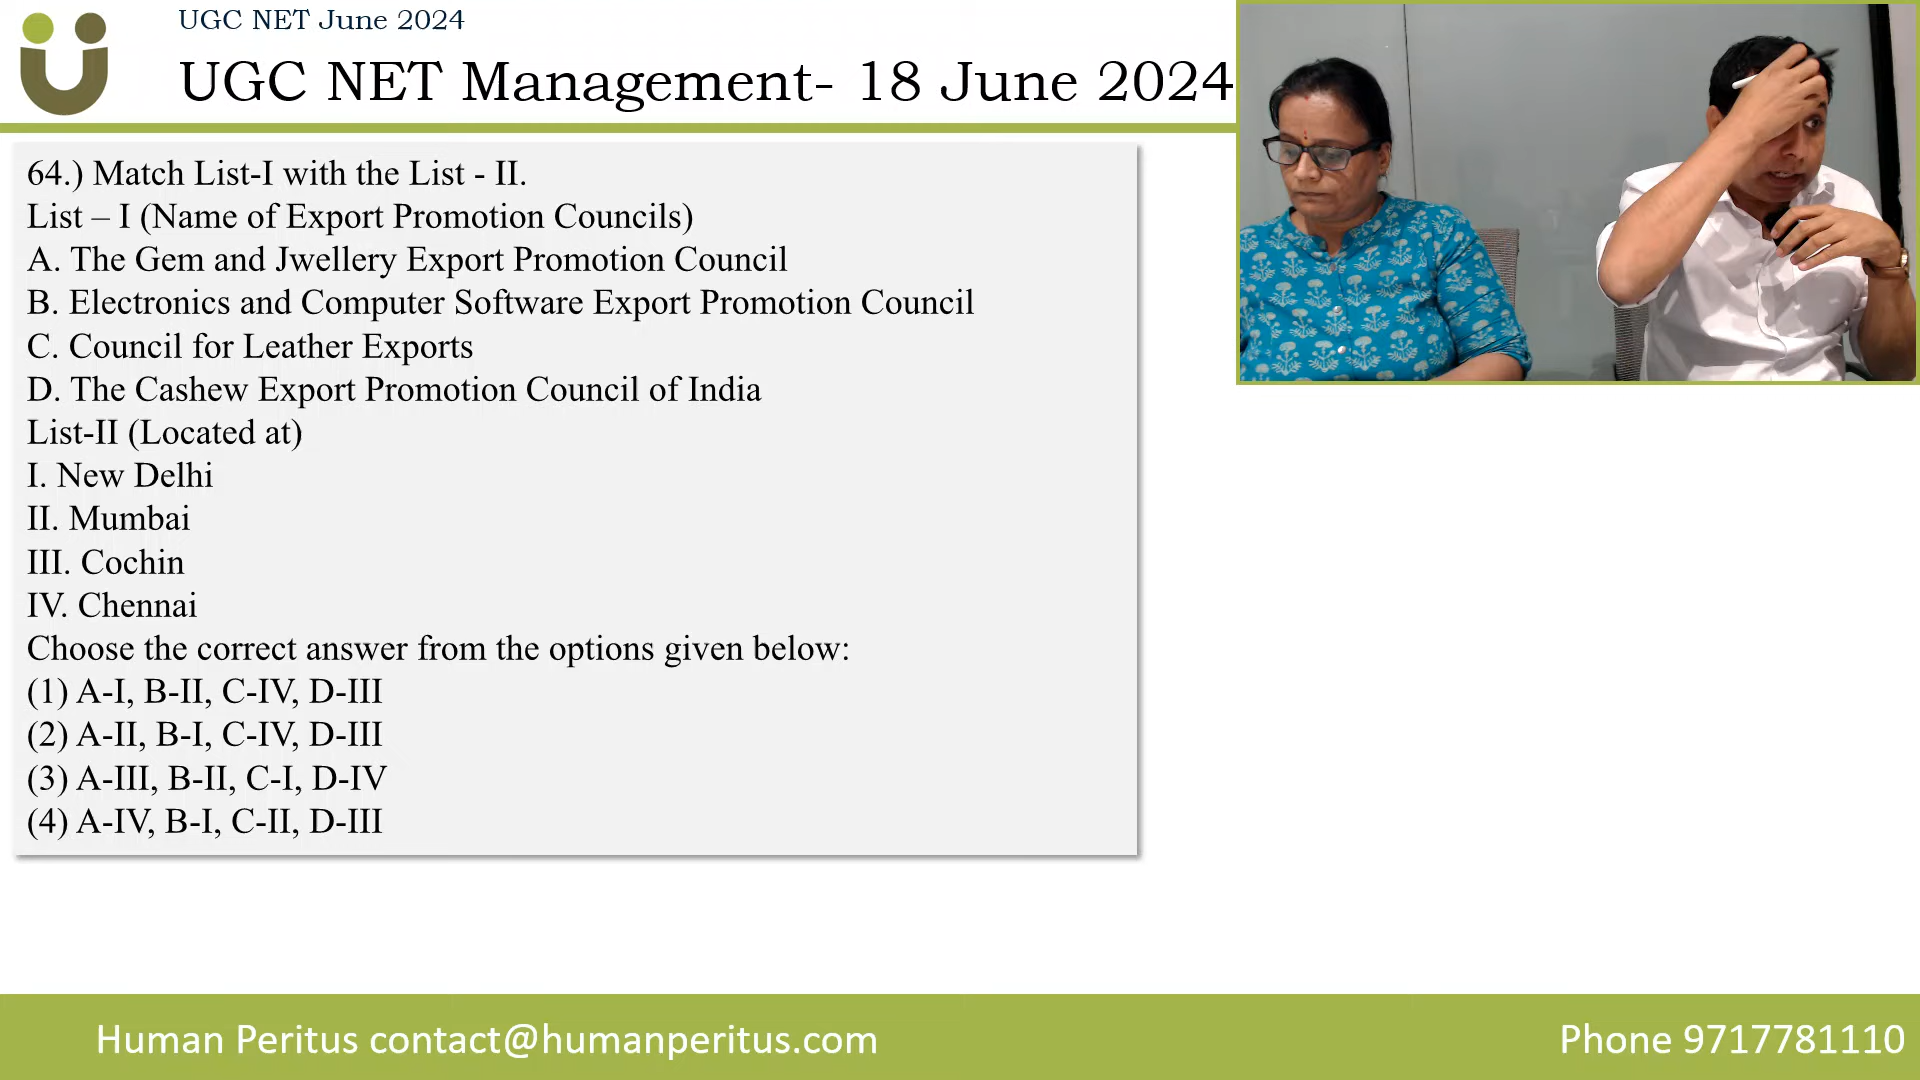 UGC NET June 2024
UGC NET Management- 18 June 2024
64.) Match List-I with the List - II.
List – I (Name of Export Promotion Councils)
A. The Gem and Jwellery Export Promotion Council
B. Electronics and Computer Software Export Promotion Council
C. Council for Leather Exports
D. The Cashew Export Promotion Council of India
List-II (Located at)
I. New Delhi
II. Mumbai
III. Cochin
IV. Chennai
Choose the correct answer from the options given below:
(1) A-I, B-II, C-IV, D-III
(2) A-II, B-I, C-IV, D-III
(3) A-III, B-II, C-I, D-IV
(4) A-IV, B-I, C-II, D-III
Human Peritus contact@humanperitus.com
Phone 9717781110